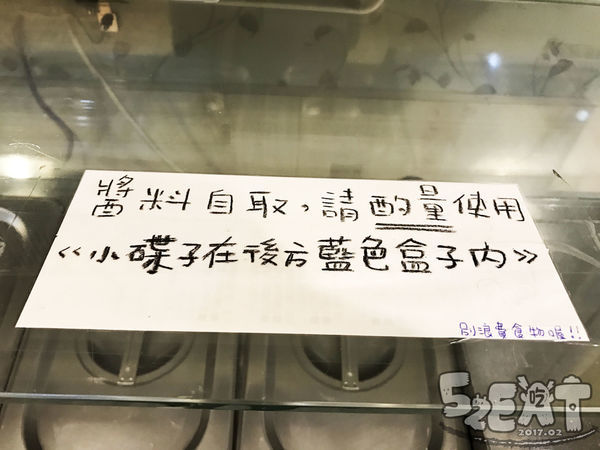 醬料自取,請酌量使用
《小碟子在後方藍色盒子內》
別浪費食物喔!!
52EAT
吃
2017.02